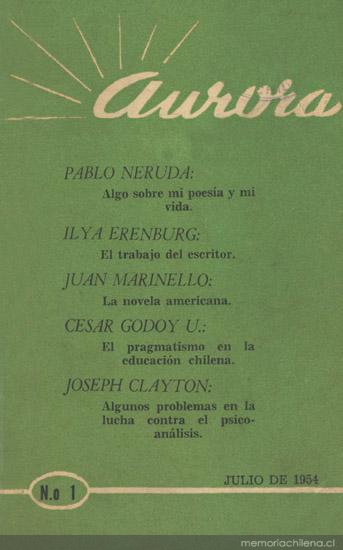 Aurora
PABLO NERUDA:
Algo sobre mi poesía y mi
vida.
ILYA ERENBURG:
El trabajo del escritor.
JUAN MARINELLO:
La novela americana.
CESAR GODOY U.:
El pragmatismo en la
educación chilena.
JOSEPH CLAYTON:
Algunos problemas en la
lucha contra el psico-
análisis.
JULIO DE 1954
N.o 1
memoriachilena.cl